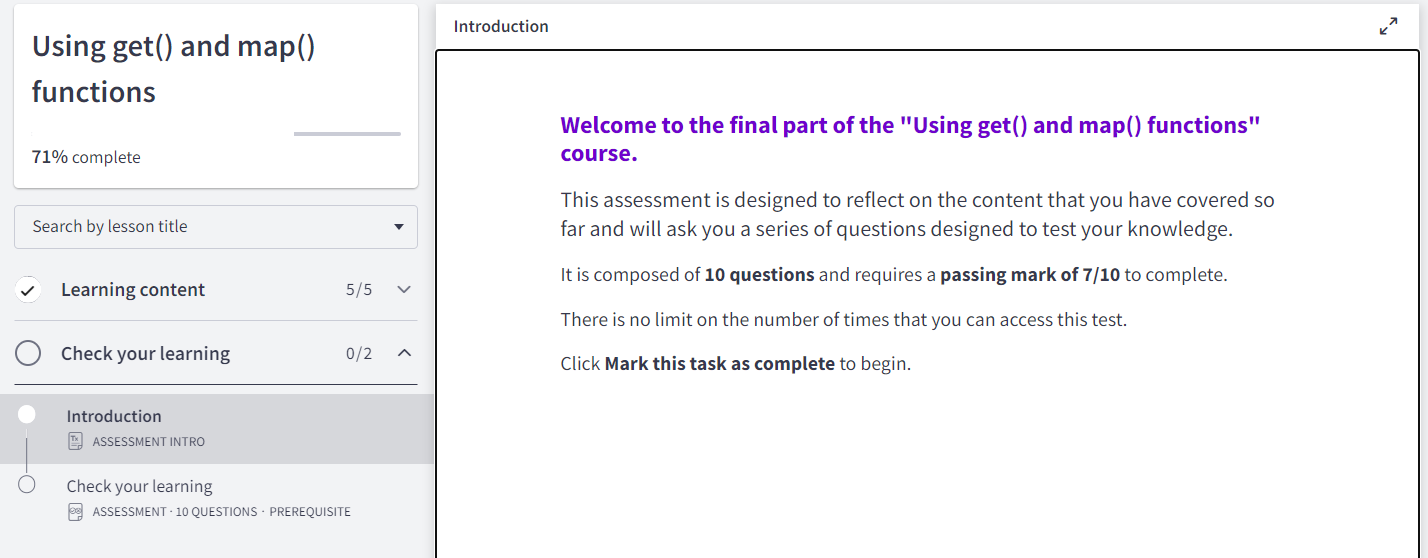 Using get() and map()
functions
71% complete
Search by lesson title
Learning content 5/5
Check your learning 0/2
Introduction
ASSESSMENT INTRO
Check your learning
ASSESSMENT · 10 QUESTIONS · PREREQUISITE
Introduction
Welcome to the final part of the "Using get() and map() functions"
course.
This assessment is designed to reflect on the content that you have covered so
far and will ask you a series of questions designed to test your knowledge.
It is composed of 10 questions and requires a passing mark of 7/10 to complete.
There is no limit on the number of times that you can access this test.
Click Mark this task as complete to begin.